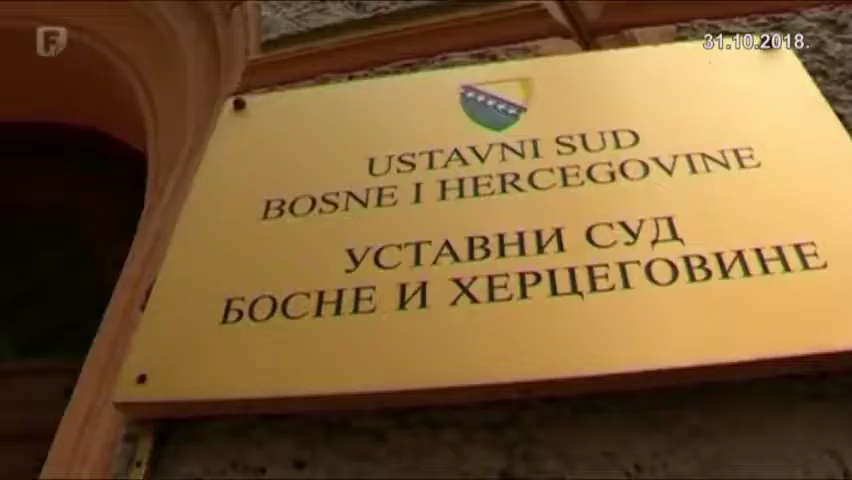 31.10.2018.
USTAVNI SUD
BOSNE I HERCEGOVINE
УСТАВНИ СУД
БОСНЕ И ХЕРЦЕГОВИНЕ